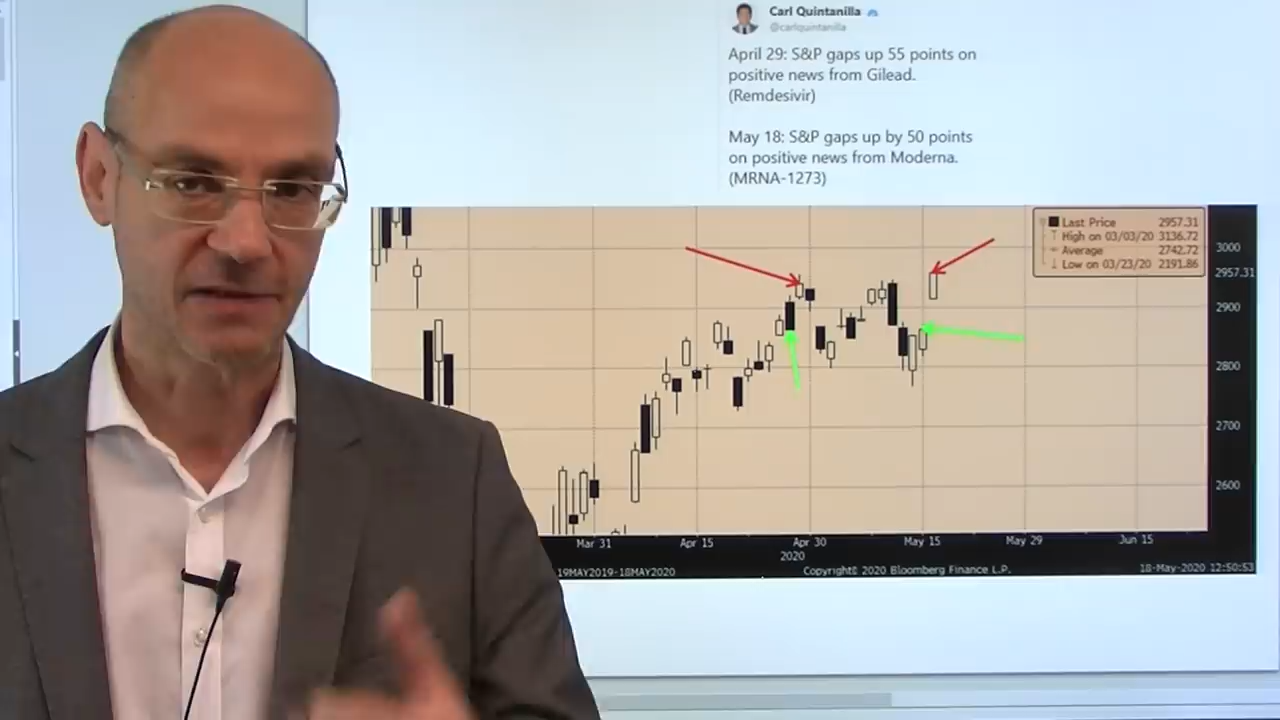 Carl Quintanilla
@carlquintanilla
April 29: S&P gaps up 55 points on
positive news from Gilead.
(Remdesivir)
May 18: S&P gaps up by 50 points
on positive news from Moderna.
(MRNA-1273)
Last Price 2957.31
High on 03/03/20 3136.72
Average 2742.72
Low on 03/23/20 2191.86
3000
2957.31
2900
2800
2700
2600
Mar 31 Apr 15 Apr 30 May 15 May 29 Jun 15
2020
19MAY2019-18MAY2020 Copyright© 2020 Bloomberg Finance L.P. 18-May-2020 12:50:53